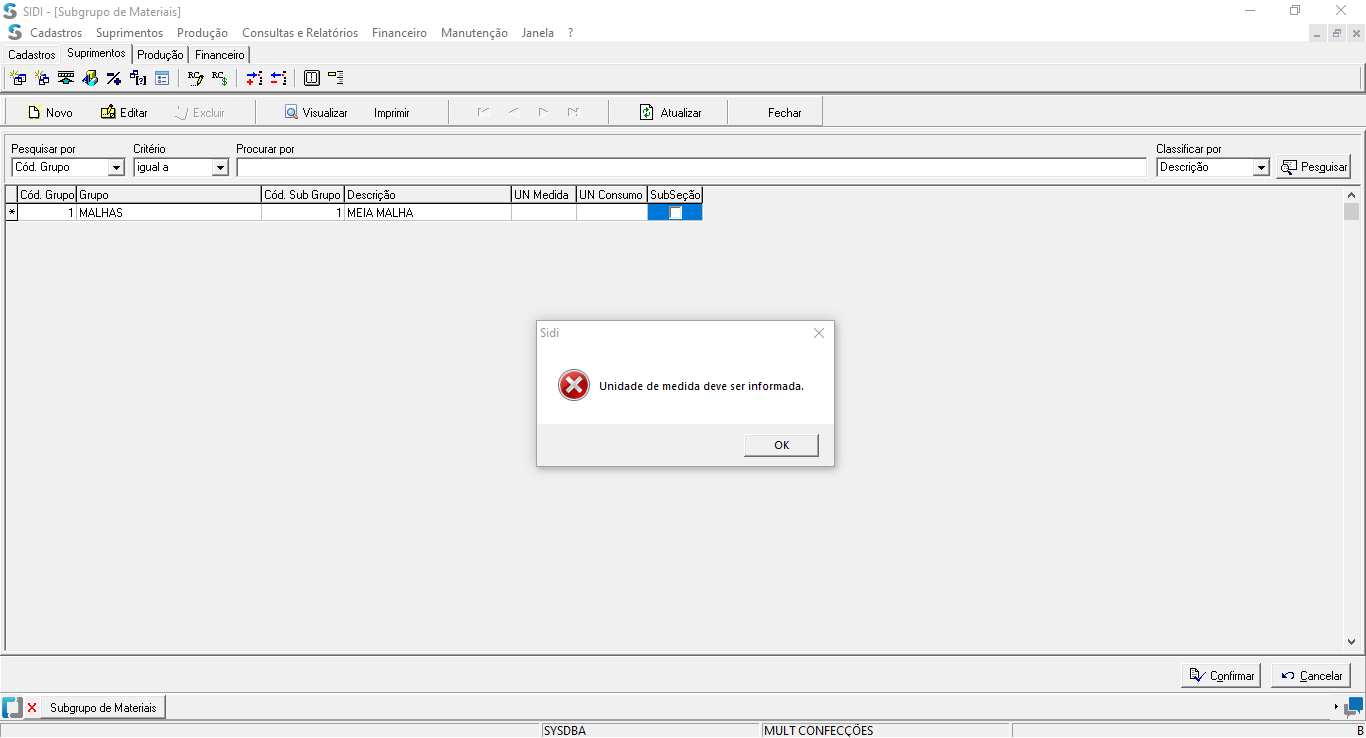 SIDI - [Subgrupo de Materiais]
Cadastros Suprimentos Produção Consultas e Relatórios Financeiro Manutenção Janela ?
Cadastros Suprimentos Produção Financeiro
Novo Editar Excluir Visualizar Imprimir Atualizar Fechar
Pesquisar por Critério Procurar por Classificar por
Cód. Grupo igual a Descrição Pesquisar
Cód. Grupo Grupo Cód. Sub Grupo Descrição UN Medida UN Consumo SubSeção
* 1 MALHAS 1 MEIA MALHA
Sidi
Unidade de medida deve ser informada.
OK
Confirmar Cancelar
Subgrupo de Materiais
SYSDBA MULT CONFECÇÕES B